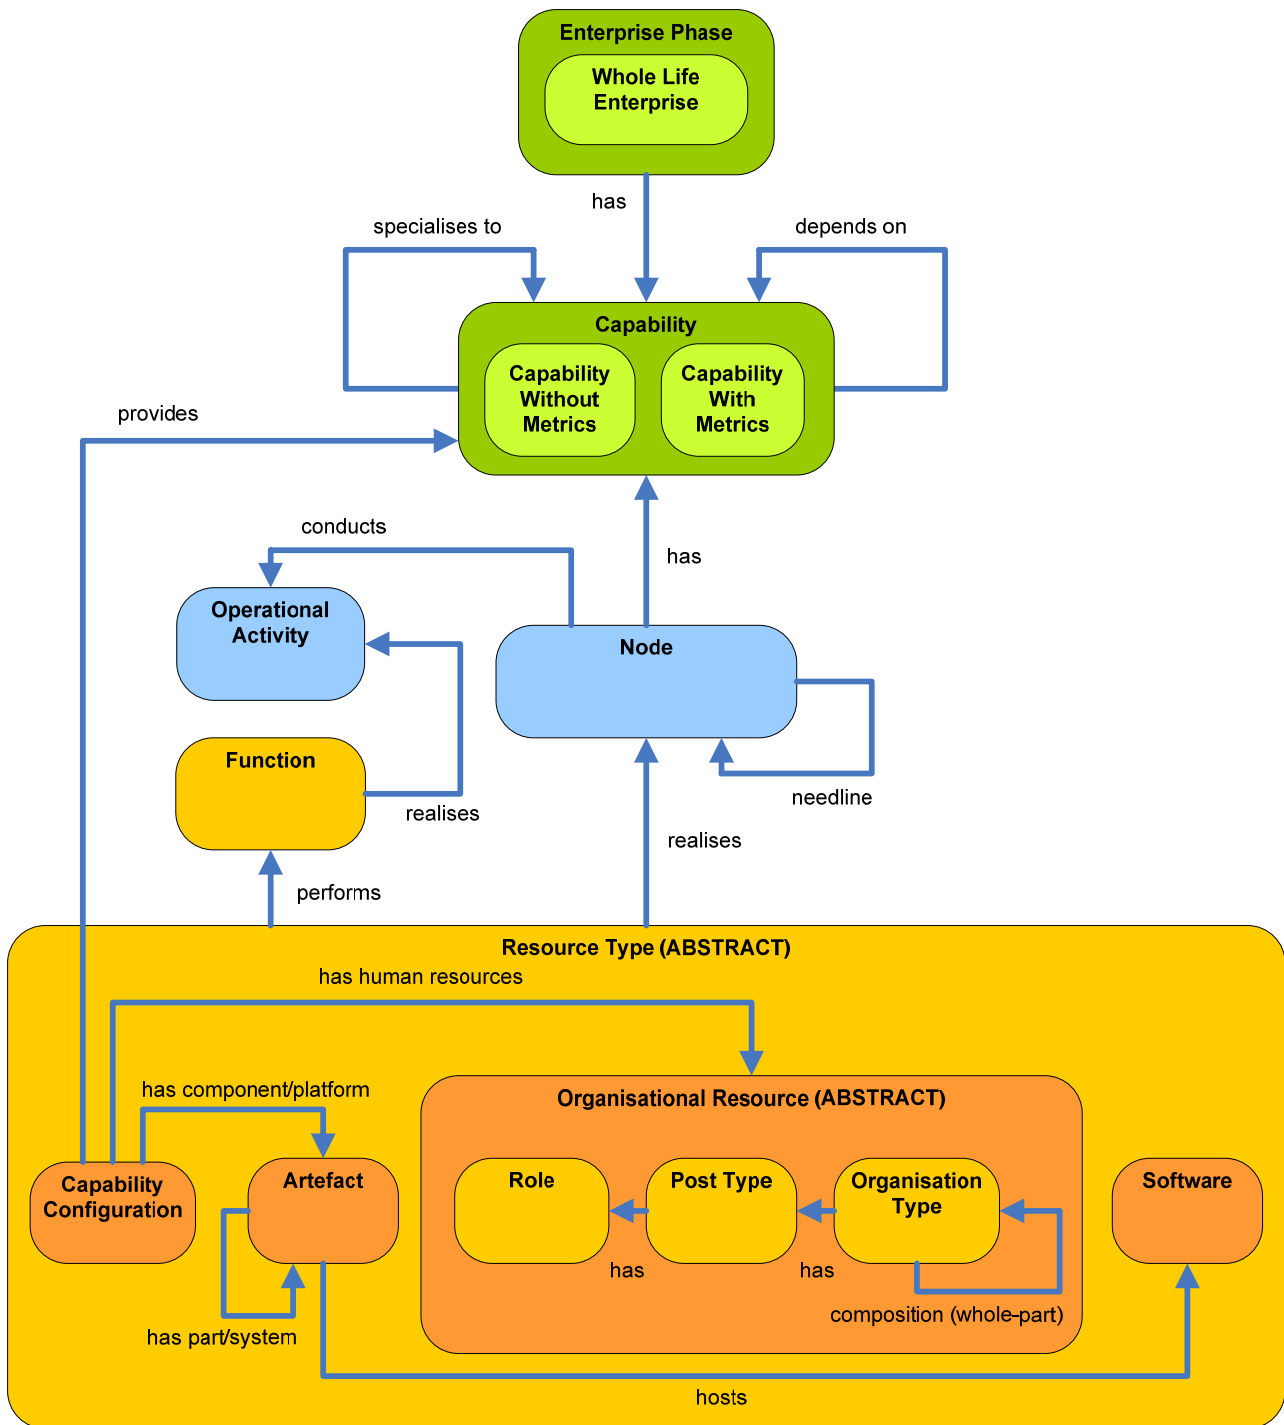 Enterprise Phase
Whole Life
Enterprise
has
specialises to
depends on
Capability
Capability
Without
Metrics
Capability
With
Metrics
provides
conducts
has
Operational
Activity
Node
Function
realises
needline
realises
performs
Resource Type (ABSTRACT)
has human resources
has component/platform
Organisational Resource (ABSTRACT)
Capability
Configuration
Artefact
Role
Post Type
Organisation
Type
Software
has
has
composition (whole-part)
has part/system
hosts